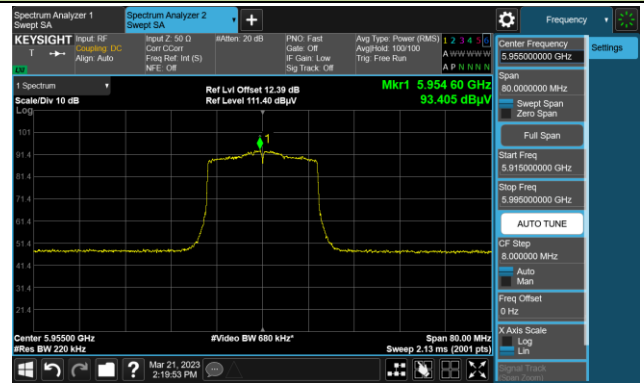 Spectrum Analyzer 1
Swept SA
Spectrum Analyzer 2
Swept SA
+
Frequency
KEYSIGHT
T
LW
Input: RF
Coupling: DC
Align: Auto
Input Z: 50 Ω
Corr CCorr
Freq Ref: Int (S)
NFE: Off
#Atten: 20 dB
PNO: Fast
Gate: Off
IF Gain: Low
Sig Track: Off
Avg Type: Power (RMS)
Avg|Hold: 100/100
Trig: Free Run
1 2 3 4 5 6
A W W W W W
A P N N N N
1 Spectrum
Scale/Div 10 dB
Log
Ref Lvl Offset 12.39 dB
Ref Level 111.40 dBµV
Mkr1 5.954 60 GHz
93.405 dBµV
1
101
91.4
81.4
71.4
61.4
51.4
41.4
31.4
21.4
Center 5.95500 GHz
#Res BW 220 kHz
#Video BW 680 kHz*
Span 80.00 MHz
Sweep 2.13 ms (2001 pts)
Center Frequency
5.955000000 GHz
Settings
Span
80.0000000 MHz
Swept Span
Zero Span
Full Span
Start Freq
5.915000000 GHz
Stop Freq
5.995000000 GHz
AUTO TUNE
CF Step
8.000000 MHz
Auto
Man
Freq Offset
0 Hz
X Axis Scale
Log
Lin
Signal Track
(Span Zoom)
?
Mar 21, 2023
2:19:53 PM